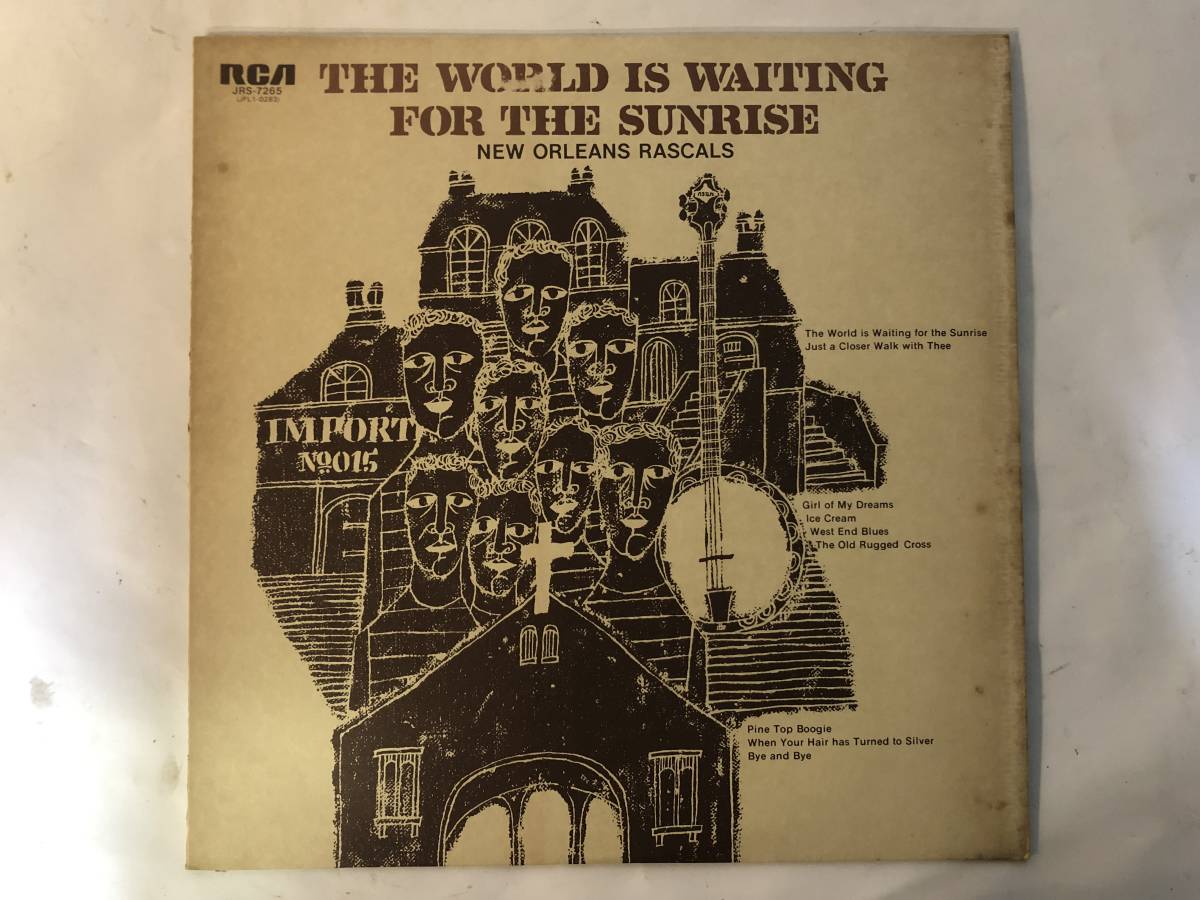 RCA
JRS-7265
(JPL1-0283)
THE WORLD IS WAITING
FOR THE SUNRISE
NEW ORLEANS RASCALS
The World is Waiting for the Sunrise
Just a Closer Walk with Thee
IMPORT
No.015
Girl of My Dreams
Ice Cream
West End Blues
The Old Rugged Cross
Pine Top Boogie
When Your Hair has Turned to Silver
Bye and Bye